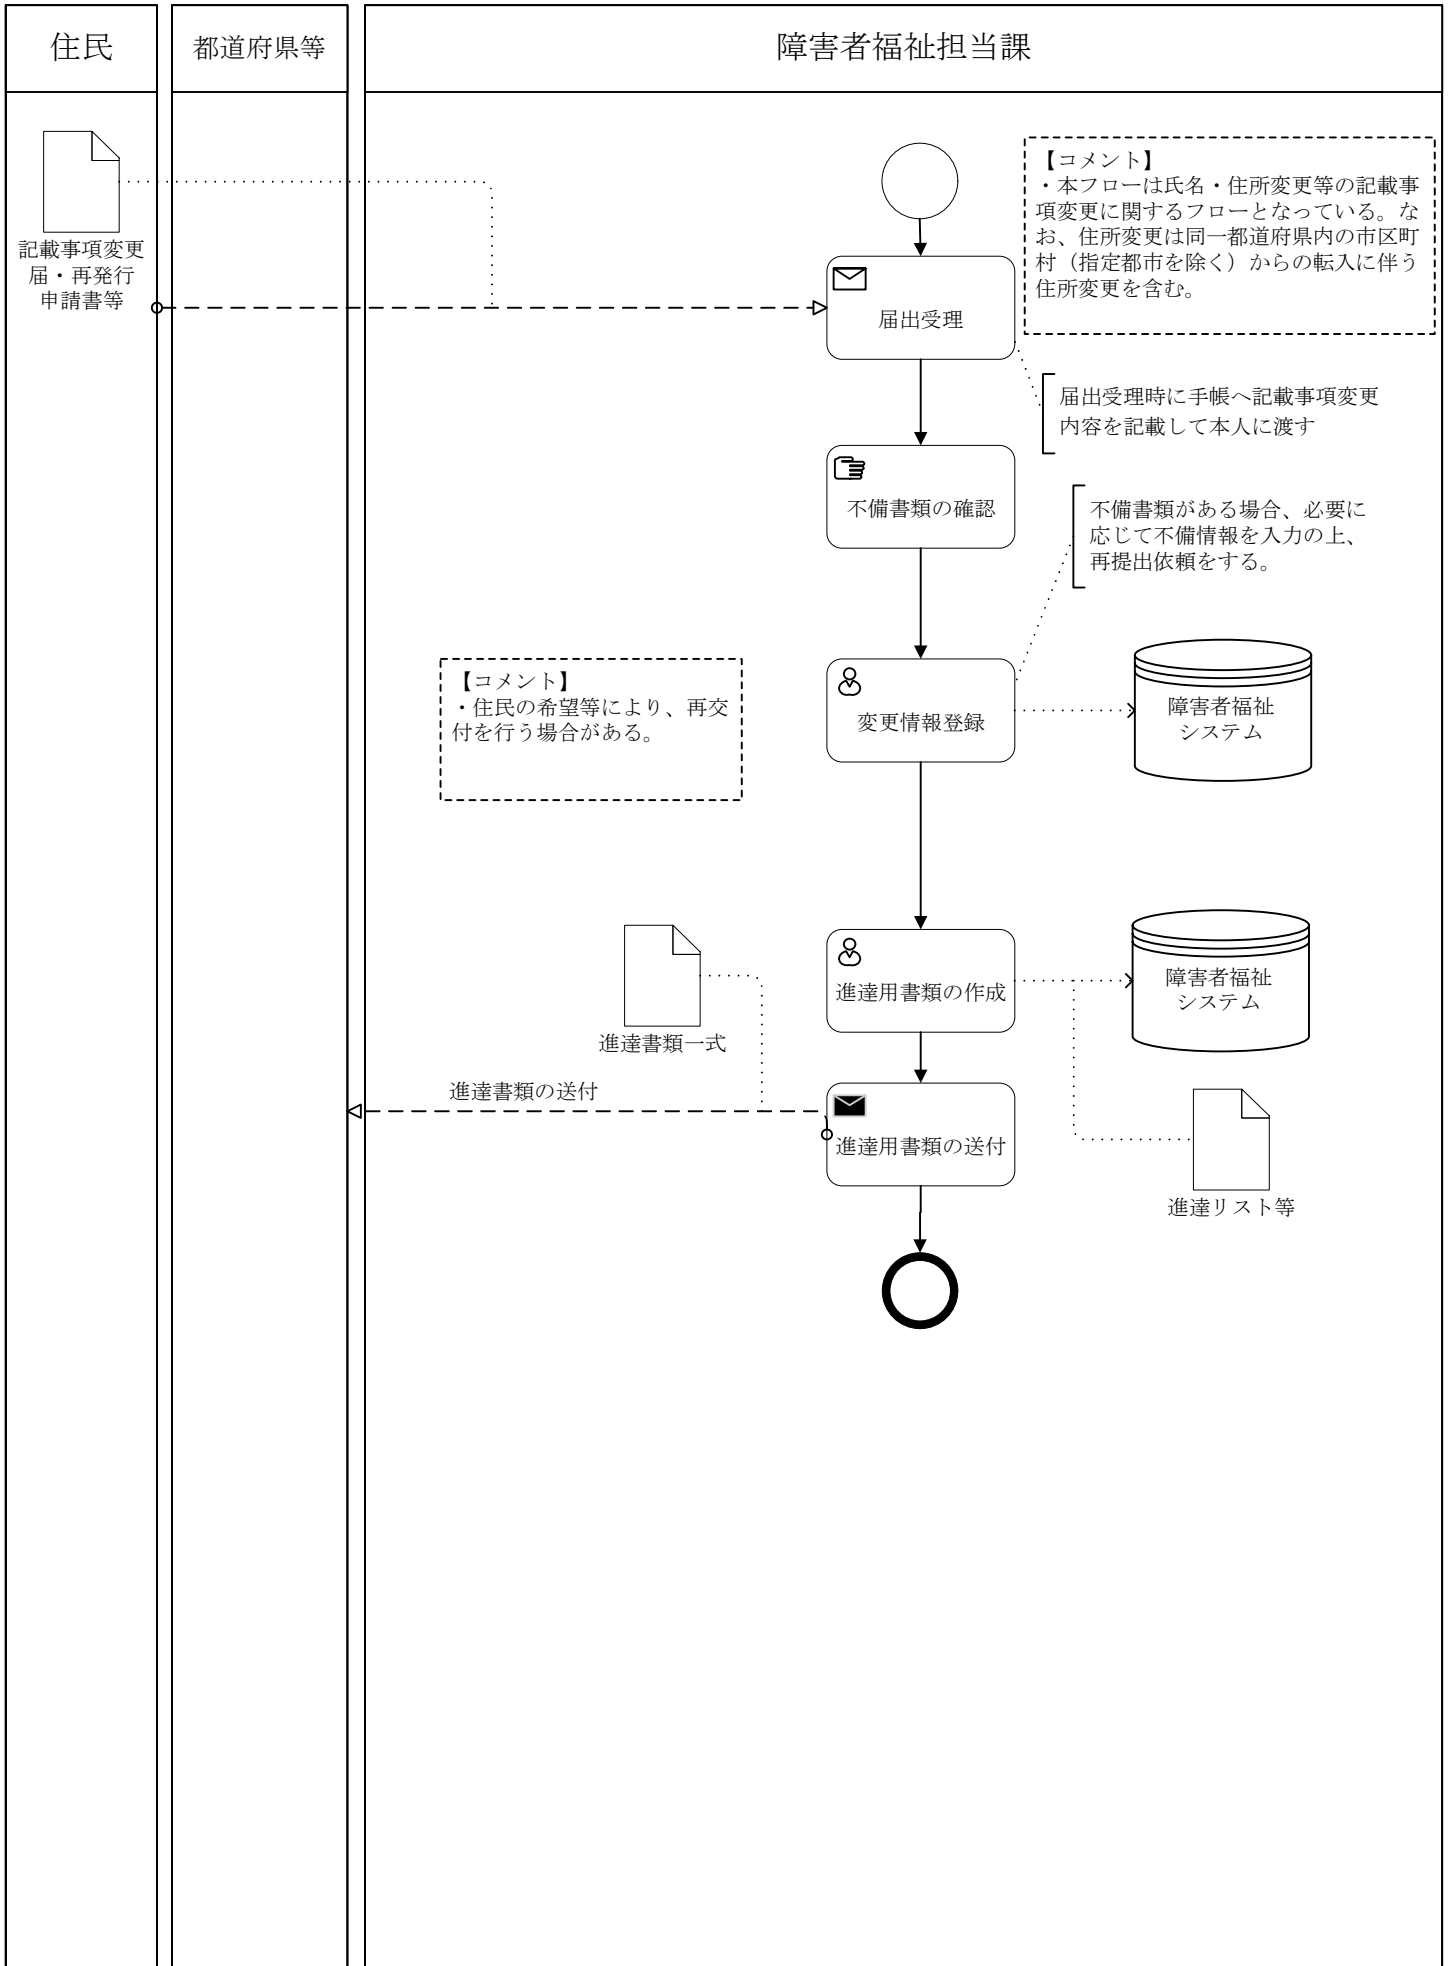 住民
都道府県等
障害者福祉担当課
記載事項変更
届・再発行
申請書等
【コメント】
・本フローは氏名・住所変更等の記載事
項変更に関するフローとなっている。な
お、住所変更は同一都道府県内の市区町
村（指定都市を除く）からの転入に伴う
住所変更を含む。
届出受理
届出受理時に手帳へ記載事項変更
内容を記載して本人に渡す
不備書類の確認
不備書類がある場合、必要に
応じて不備情報を入力の上、
再提出依頼をする。
【コメント】
・住民の希望等により、再交
付を行う場合がある。
変更情報登録
障害者福祉
システム
進達用書類の作成
障害者福祉
システム
進達書類一式
進達書類の送付
進達用書類の送付
進達リスト等